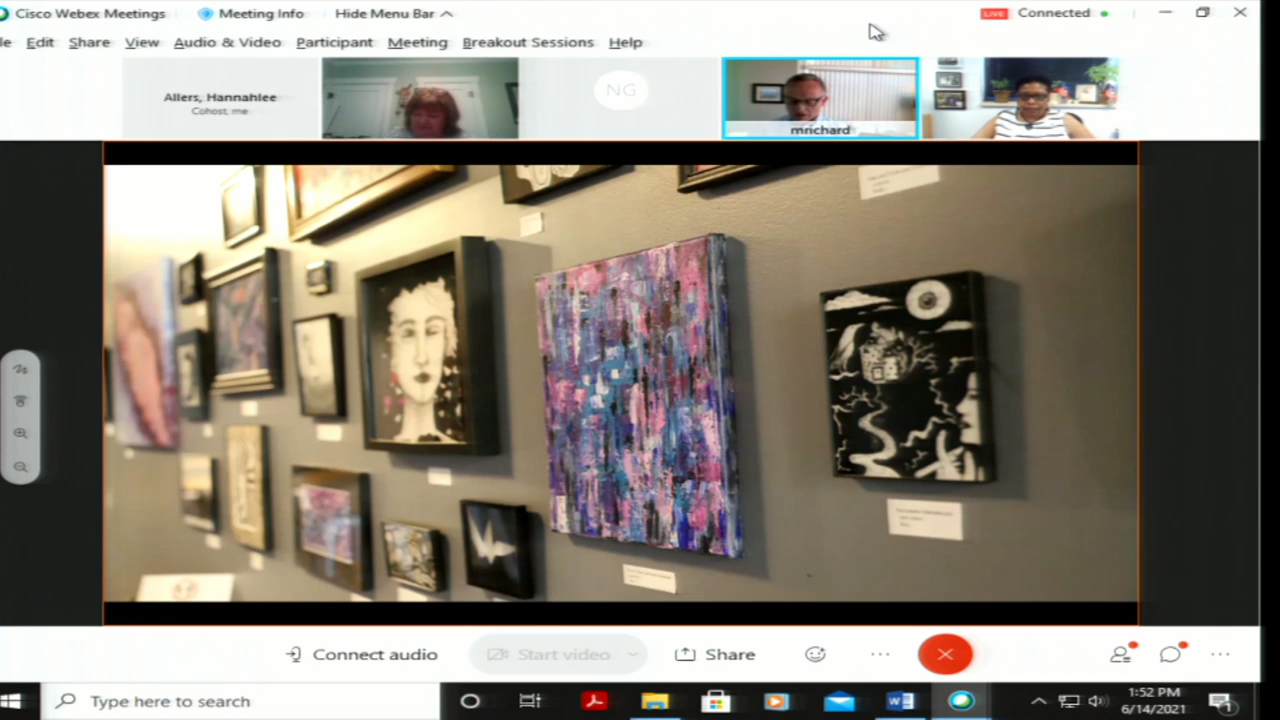 Cisco Webex Meetings
Meeting Info
Hide Menu Bar
LIVE
Connected
le Edit Share View Audio & Video Participant Meeting Breakout Sessions Help
Allers, Hannahlee
Cohost, me
NG
mrichard
Connect audio
Start video
Share
Type here to search
1:52 PM
6/14/2021
1